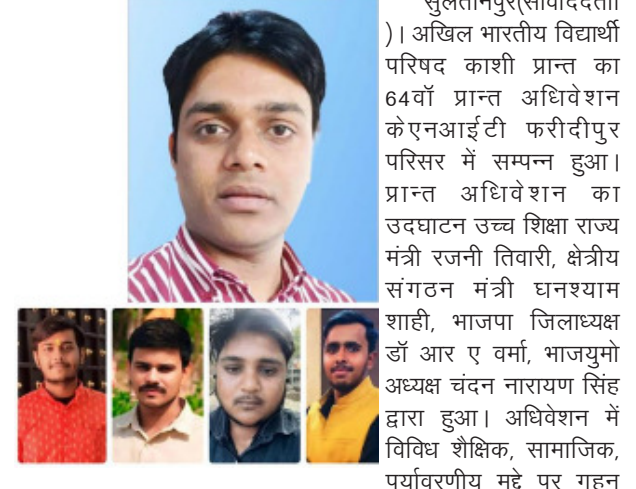 सुलतानपुर(संवाददाता
)। अखिल भारतीय विद्यार्थी
परिषद काशी प्रान्त का
64वॉ प्रान्त अधिवेशन
केएनआईटी फरीदीपुर
परिसर में सम्पन्न हुआ।
प्रान्त अधिवेशन का
उदघाटन उच्च शिक्षा राज्य
मंत्री रजनी तिवारी, क्षेत्रीय
संगठन मंत्री घनश्याम
शाही, भाजपा जिलाध्यक्ष
डॉ आर ए वर्मा, भाजयुमो
अध्यक्ष चंदन नारायण सिंह
द्वारा हुआ। अधिवेशन में
विविध शैक्षिक, सामाजिक,
पर्यावरणीय मुद्दे पर गहन